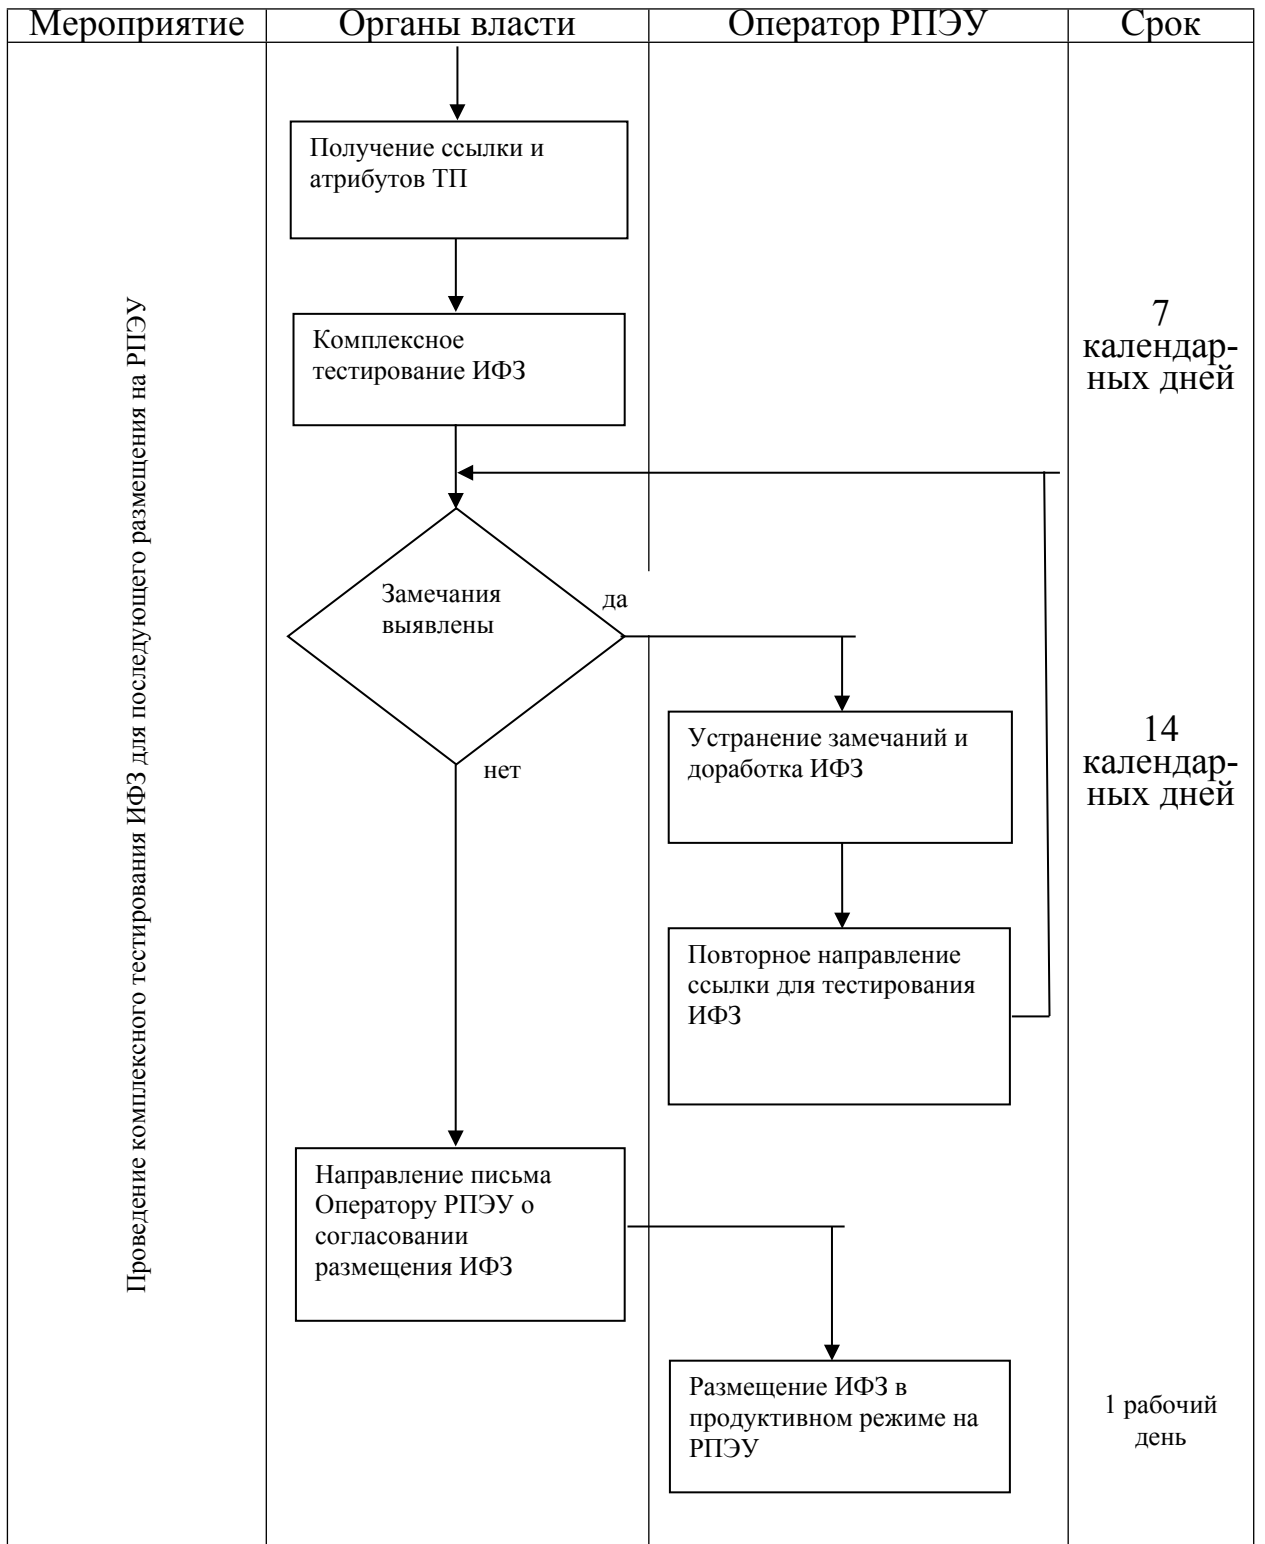 Мероприятие
Органы власти
Оператор РПЭУ
Срок
Проведение комплексного тестирования ИФЗ для последующего размещения на РПЭУ
Получение ссылки и
атрибутов ТП
Комплексное
тестирование ИФЗ
7
календар-
ных дней
Замечания
выявлены
да
нет
Устранение замечаний и
доработка ИФЗ
14
календар-
ных дней
Повторное направление
ссылки для тестирования
ИФЗ
Направление письма
Оператору РПЭУ о
согласовании
размещения ИФЗ
Размещение ИФЗ в
продуктивном режиме на
РПЭУ
1 рабочий
день